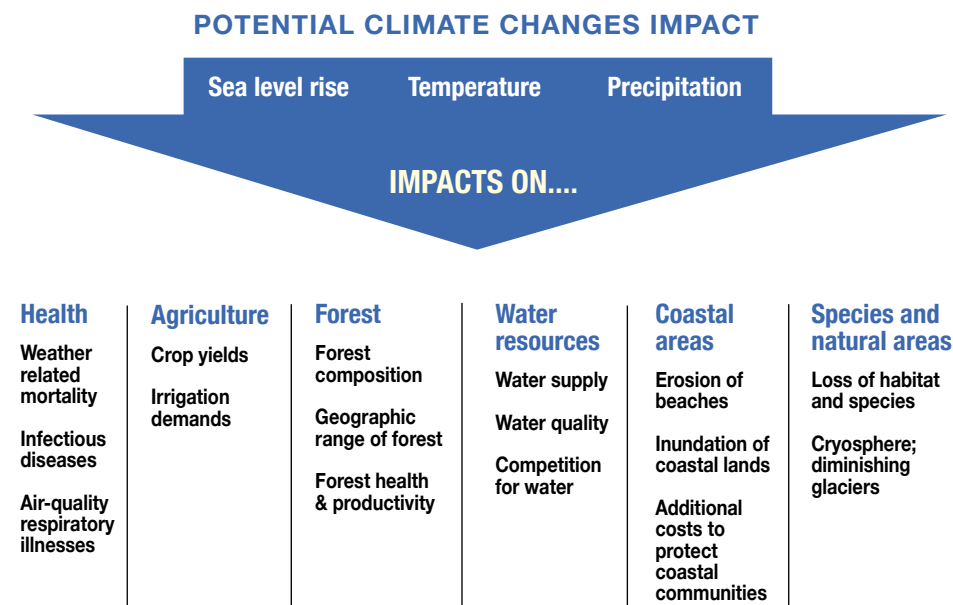 POTENTIAL CLIMATE CHANGES IMPACT
Sea level rise
Temperature
Precipitation
IMPACTS ON....
Health
Weather
related
mortality
Infectious
diseases
Air-quality
respiratory
illnesses
Agriculture
Crop yields
Irrigation
demands
Forest
Forest
composition
Geographic
range of forest
Forest health
& productivity
Water
resources
Water supply
Water quality
Competition
for water
Coastal
areas
Erosion of
beaches
Inundation of
coastal lands
Additional
costs to
protect
coastal
communities
Species and
natural areas
Loss of habitat
and species
Cryosphere;
diminishing
glaciers